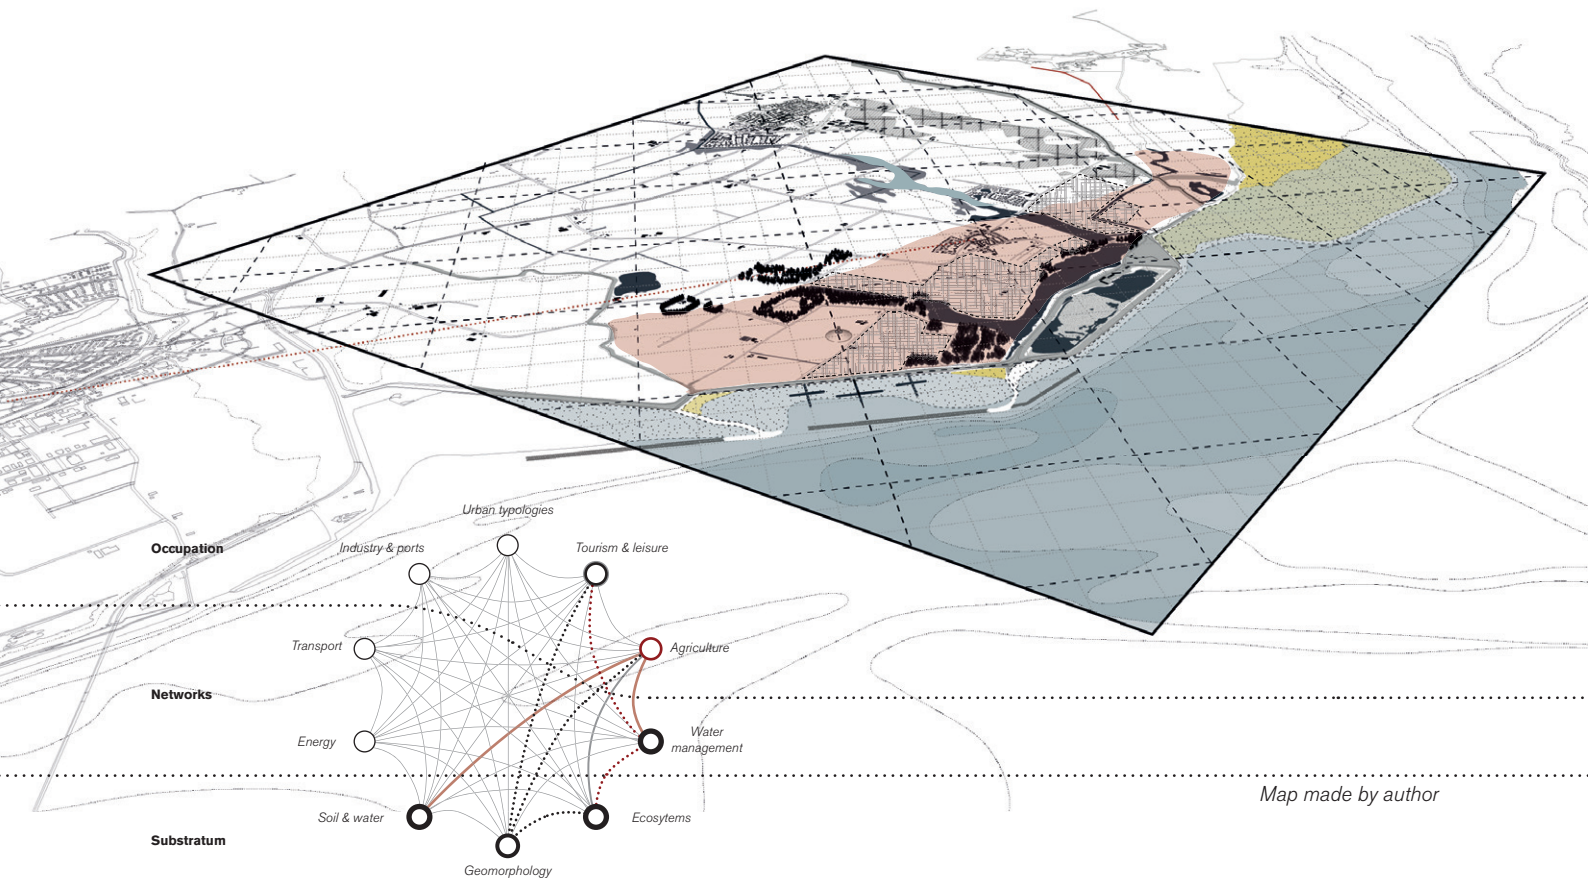 Urban typologies
Occupation
Industry & ports
Tourism & leisure
Transport
Agriculture
Networks
Energy
Water
management
Map made by author
Soil & water
Ecosytems
Substratum
Geomorphology